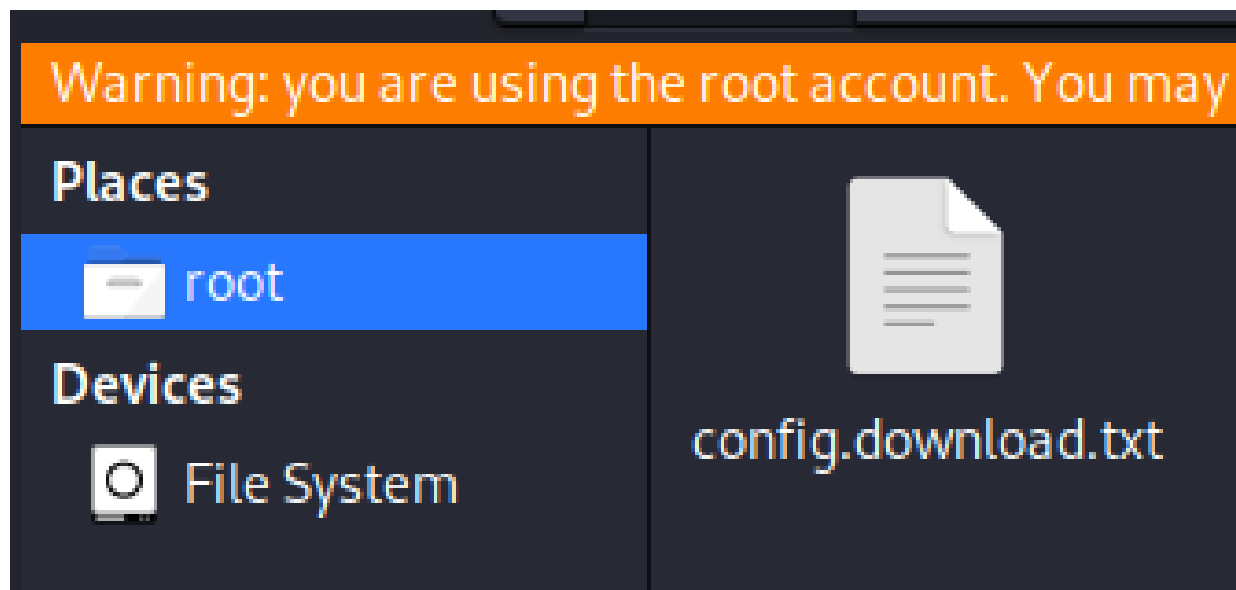 Warning: you are using the root account. You may
Places
root
Devices
File System
config.download.txt